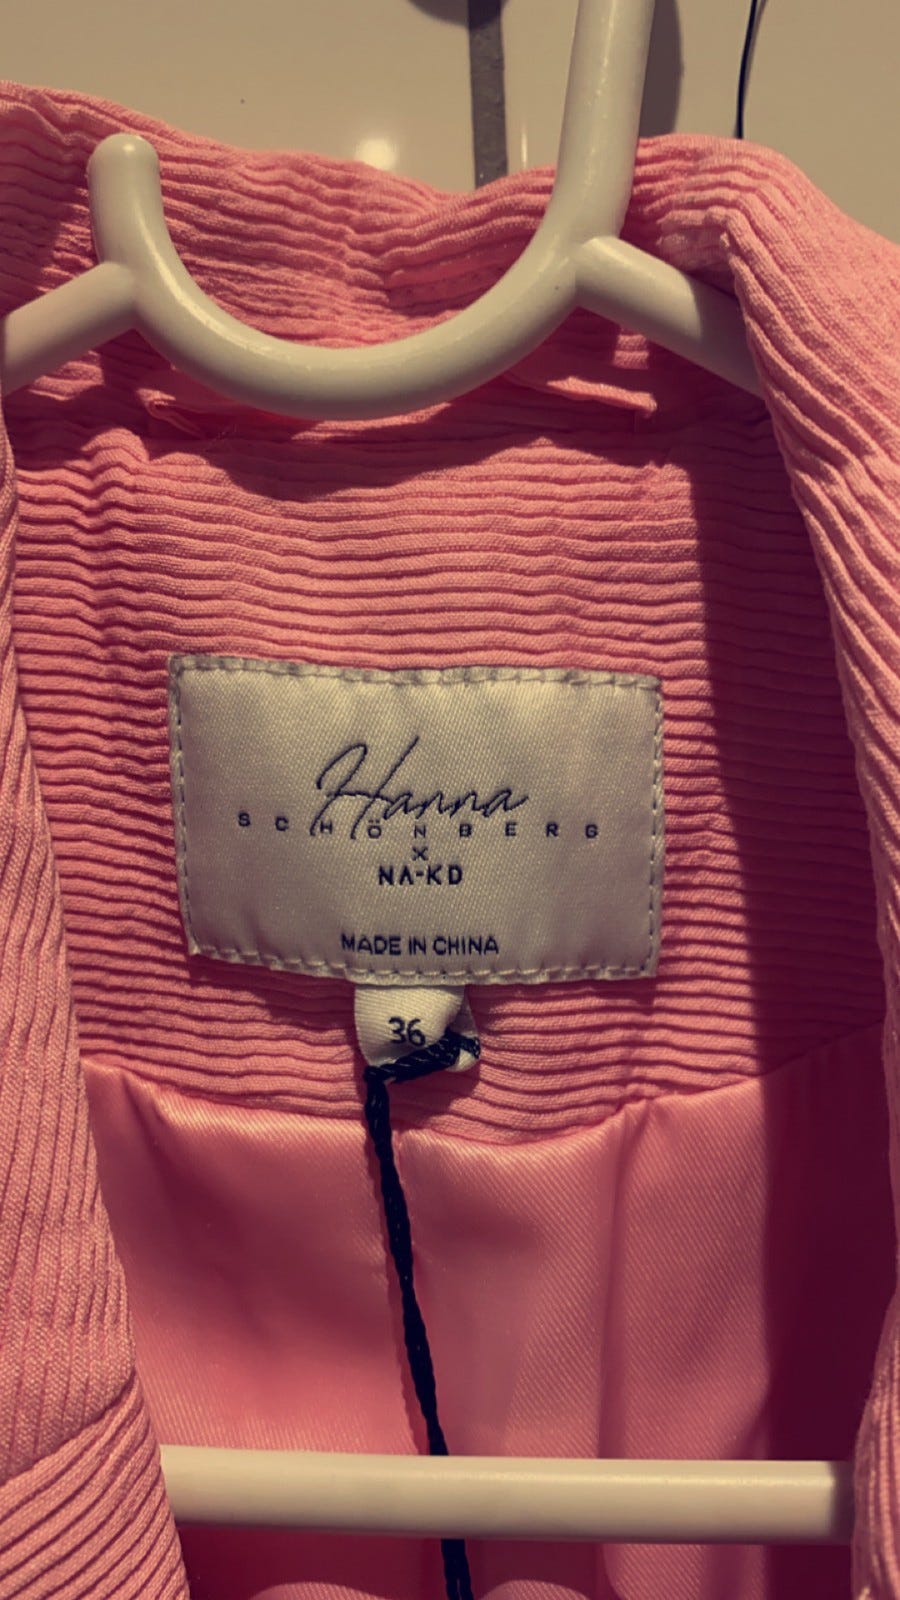 Hanna
SCHÖNBERG
×
NA-KD
MADE IN CHINA
36